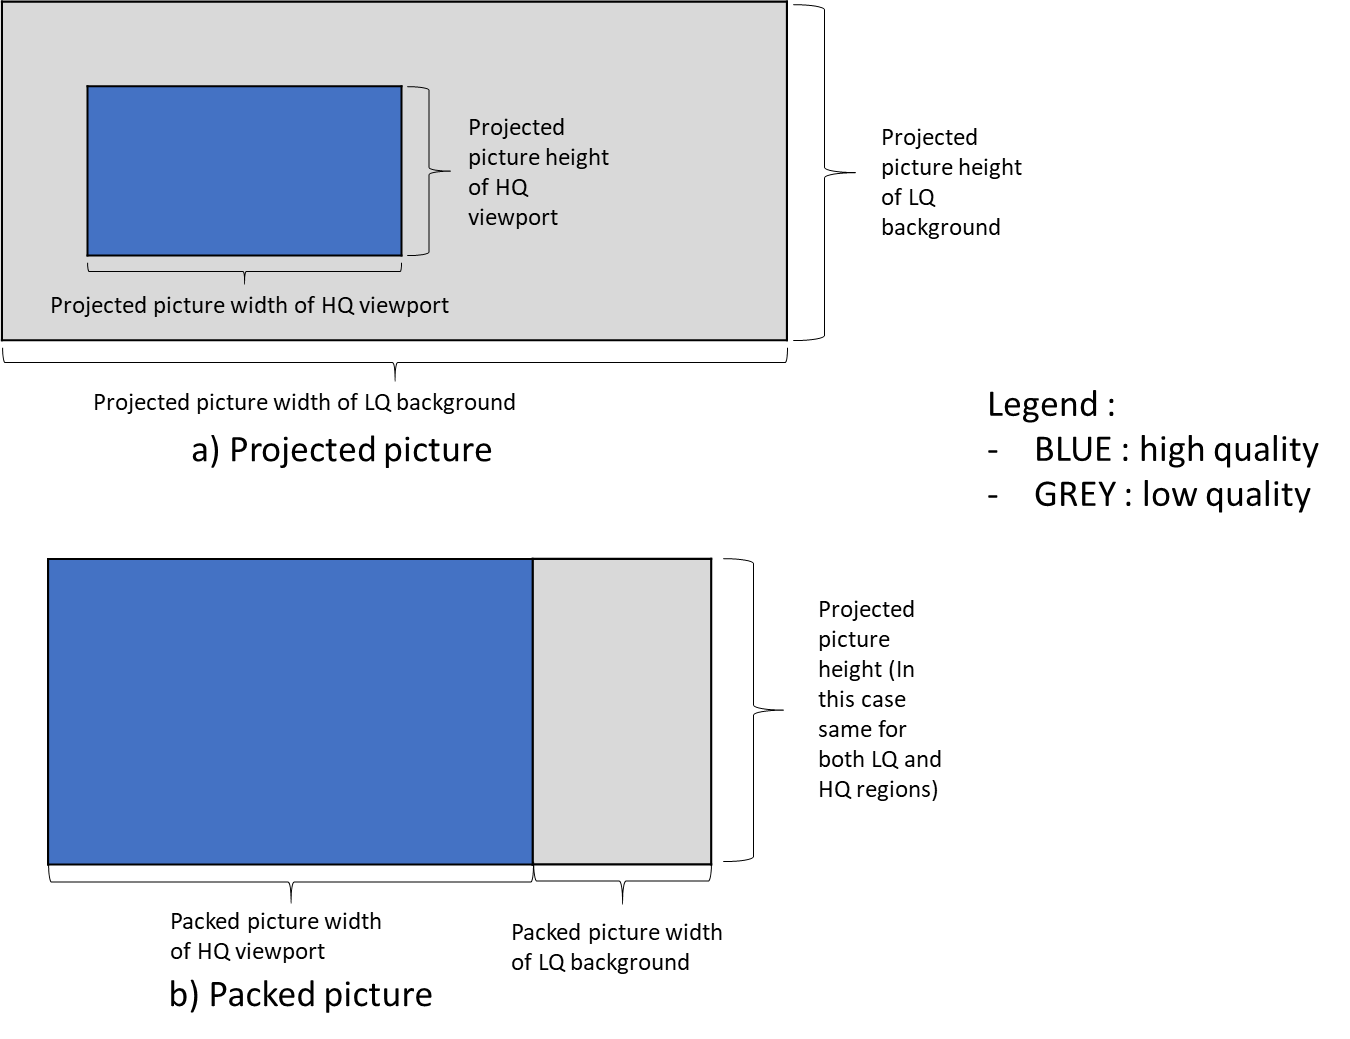 Projected
picture height
of HQ
viewport
Projected picture width of HQ viewport
Projected
picture height
of LQ
background
Projected picture width of LQ background
a) Projected picture
Legend :
- BLUE : high quality
- GREY : low quality
Projected
picture
height (In
this case
same for
both LQ and
HQ regions)
Packed picture width
of HQ viewport
Packed picture width
of LQ background
b) Packed picture